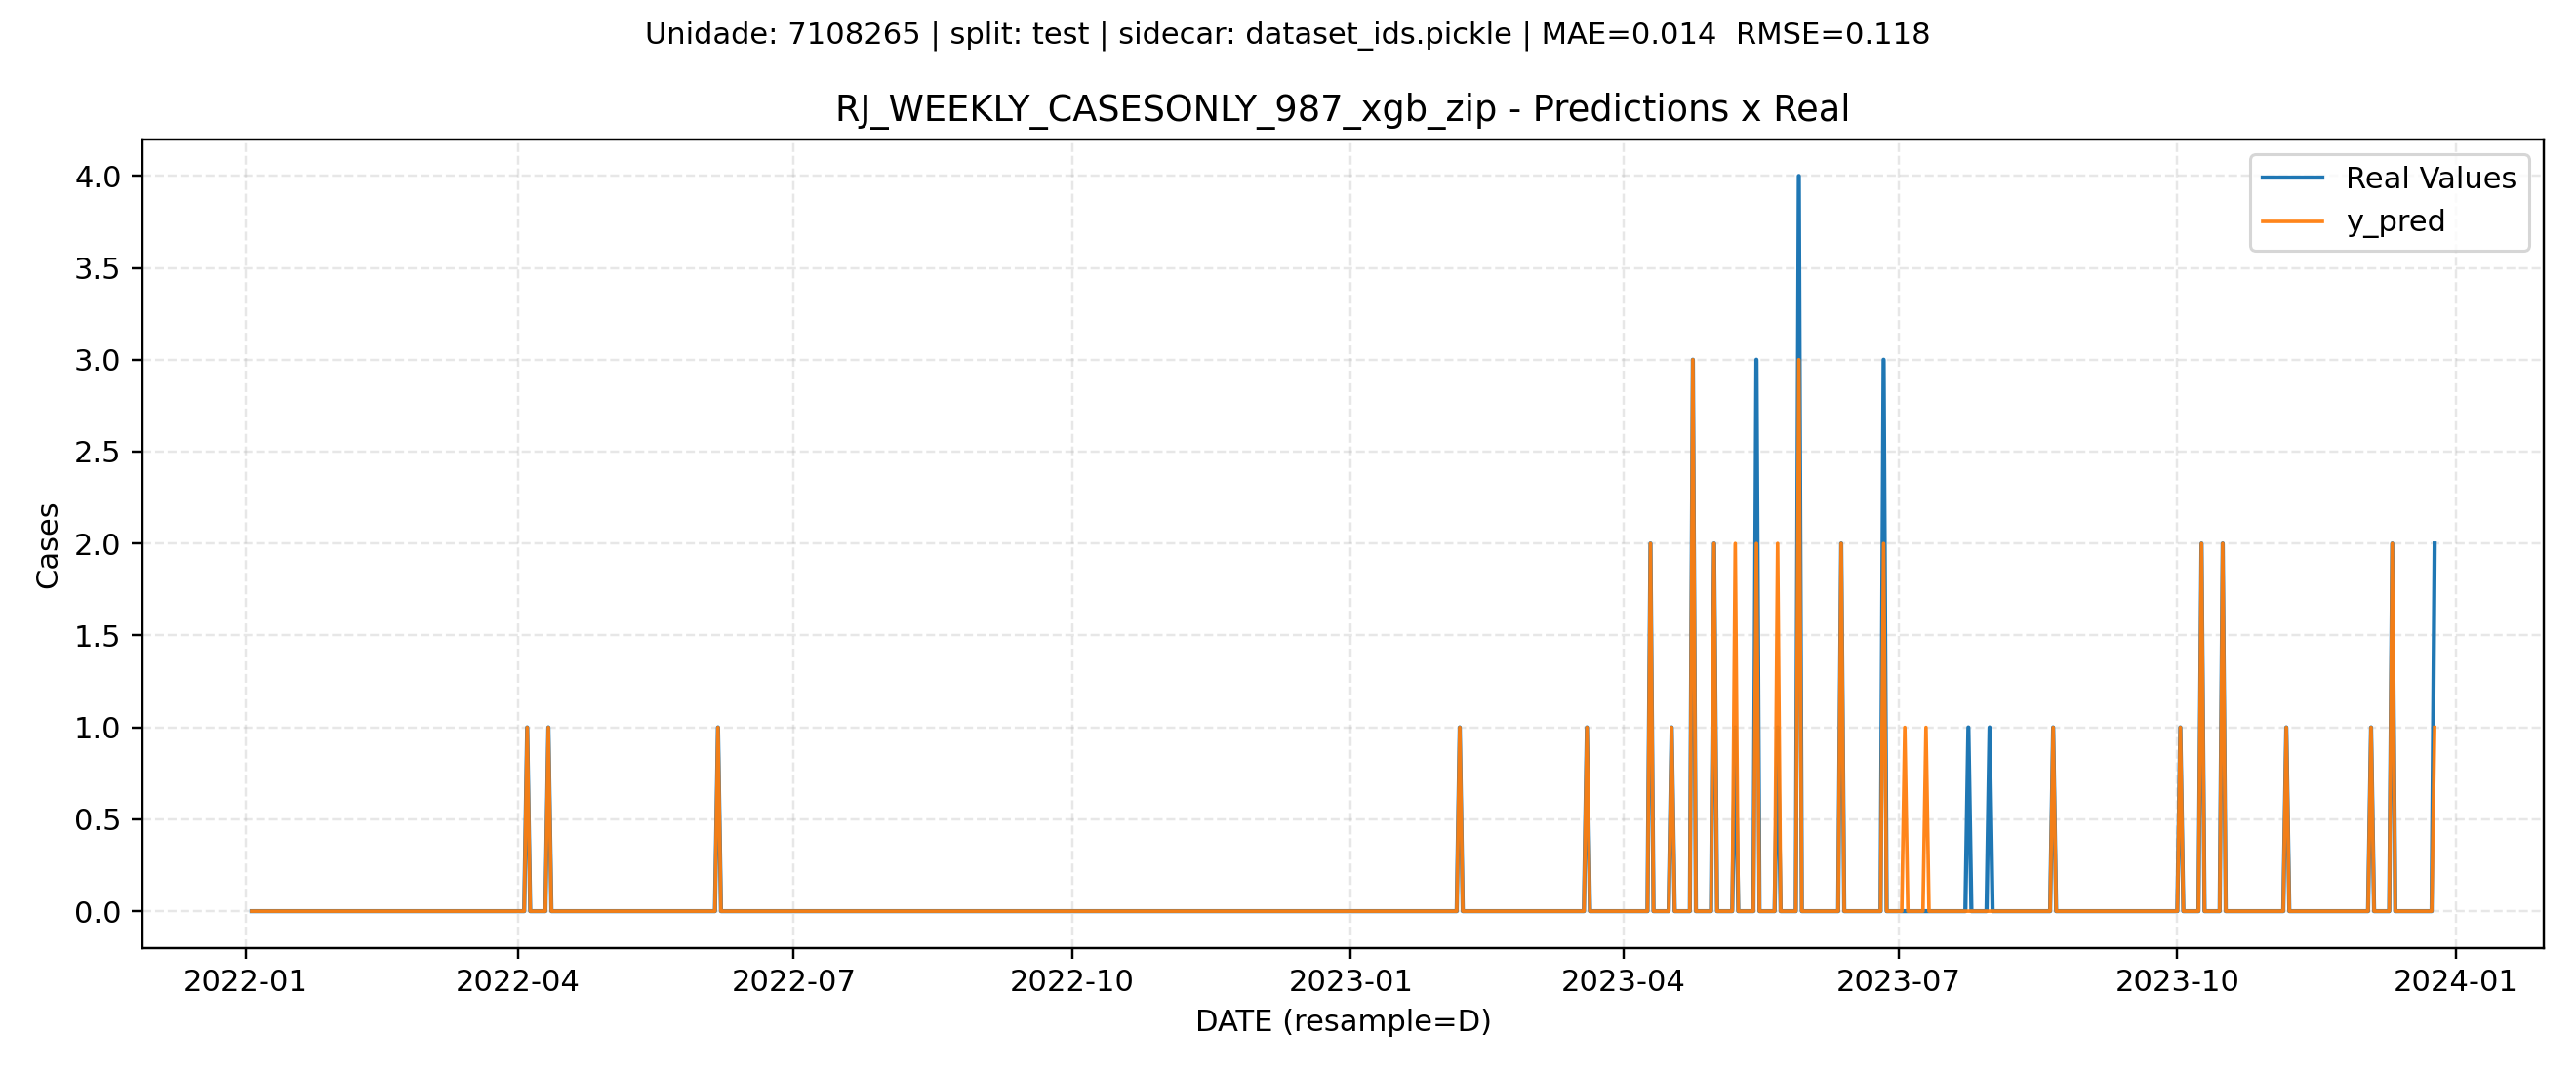 Unidade: 7108265 | split: test | sidecar: dataset_ids.pickle | MAE=0.014  RMSE=0.118
RJ_WEEKLY_CASESONLY_987_xgb_zip - Predictions x Real
Real Values
y_pred
4.0
3.5
3.0
2.5
2.0
1.5
1.0
0.5
0.0
Cases
2022-01 2022-04 2022-07 2022-10 2023-01 2023-04 2023-07 2023-10 2024-01
DATE (resample=D)